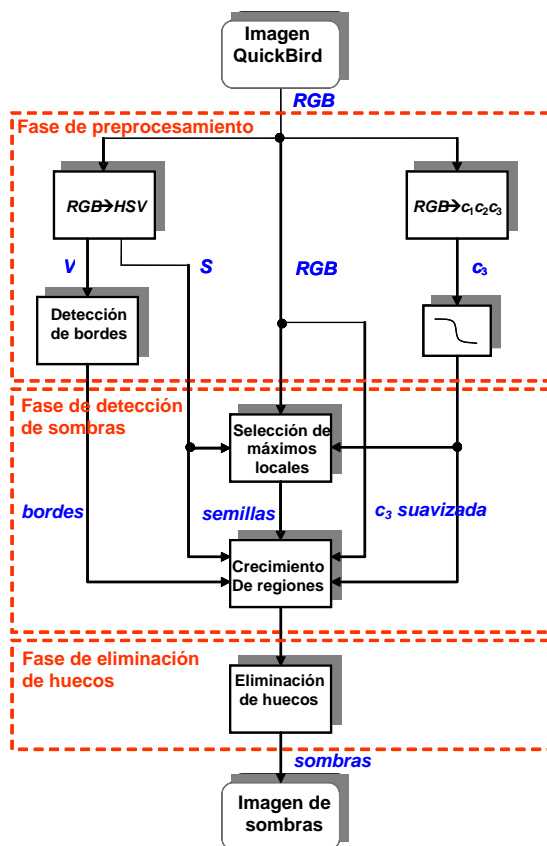 Imagen
QuickBird
RGB
Fase de preprocesamiento
RGB→HSV
RGB→c₁c₂c₃
V
S
RGB
c₃
Detección
de bordes
Fase de detección
de sombras
Selección de
máximos
locales
bordes
semillas
c₃ suavizada
Crecimiento
De regiones
Fase de eliminación
de huecos
Eliminación
de huecos
sombras
Imagen de
sombras